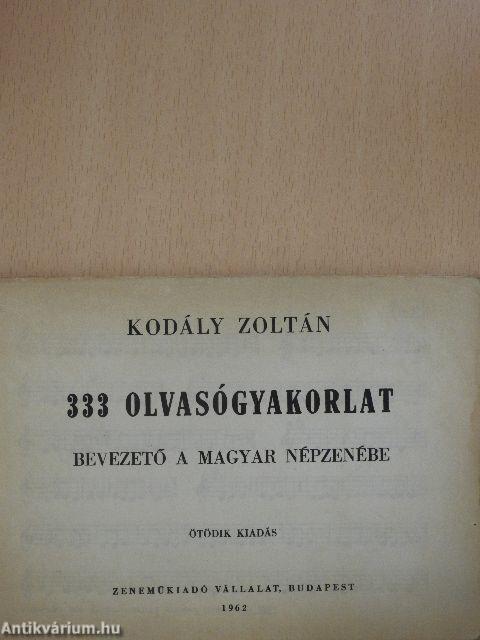 KODÁLY ZOLTÁN
333 OLVASÓGYAKORLAT
BEVEZETŐ A MAGYAR NÉPZENÉBE
ÖTÖDIK KIADÁS
ZENEMŰKIADÓ VÁLLALAT, BUDAPEST
1962
Antikvárium.hu